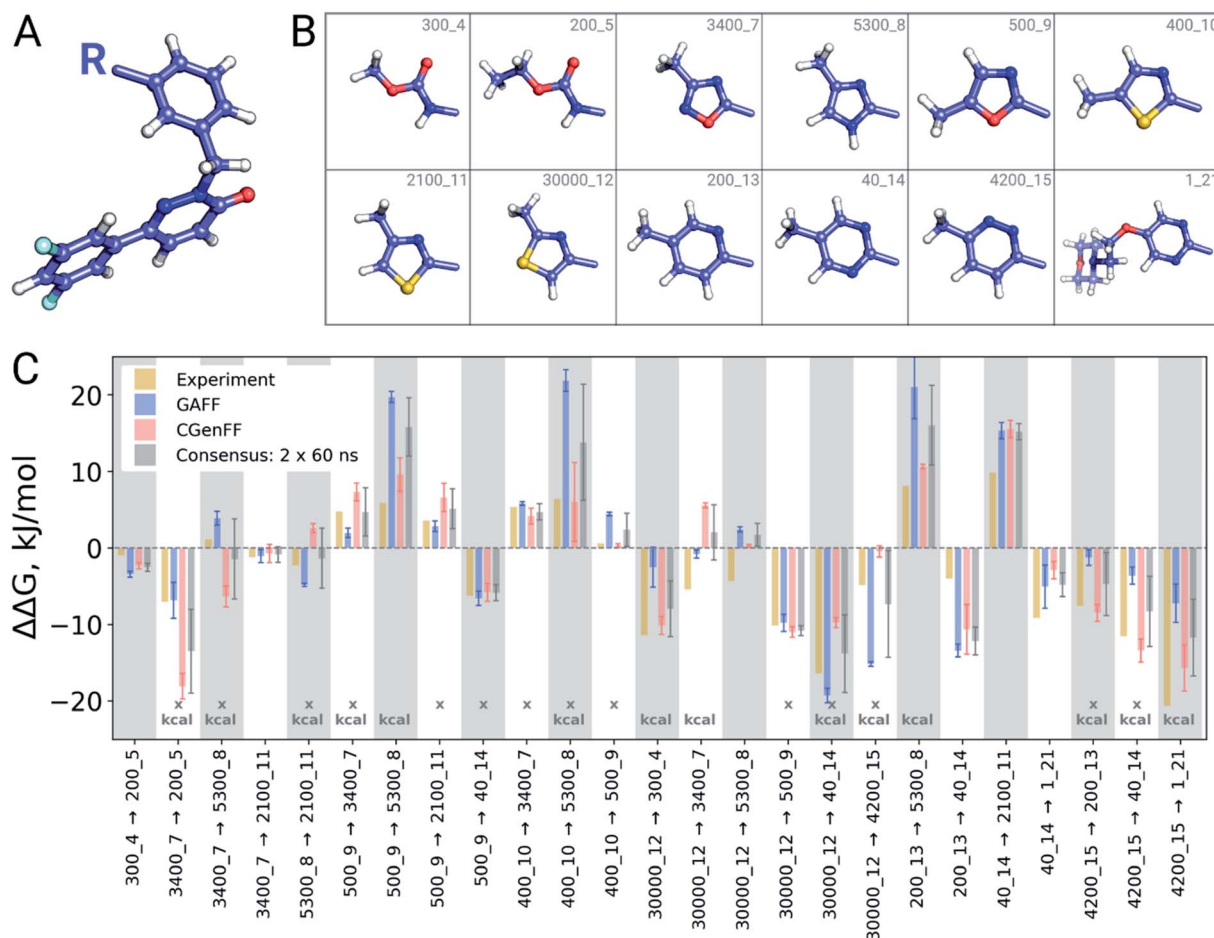 A
R
B
300_4
200_5
3400_7
5300_8
500_9
400_10
2100_11
30000_12
200_13
40_14
4200_15
1_21
C
Experiment
GAFF
CGenFF
Consensus: 2 x 60 ns
ΔΔG, kJ/mol
20
10
0
−10
−20
x x x x x x x x x x x x x x
kcal kcal kcal kcal kcal kcal kcal kcal kcal kcal kcal kcal kcal kcal kcal
300_4 → 200_5
3400_7 → 200_5
3400_7 → 5300_8
3400_7 → 2100_11
5300_8 → 2100_11
500_9 → 3400_7
500_9 → 5300_8
500_9 → 2100_11
500_9 → 40_14
400_10 → 3400_7
400_10 → 5300_8
400_10 → 500_9
30000_12 → 300_4
30000_12 → 3400_7
30000_12 → 5300_8
30000_12 → 500_9
30000_12 → 40_14
30000_12 → 4200_15
200_13 → 5300_8
200_13 → 40_14
40_14 → 2100_11
40_14 → 1_21
4200_15 → 200_13
4200_15 → 40_14
4200_15 → 1_21